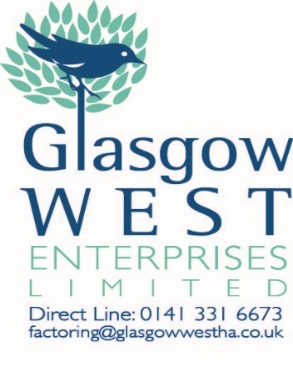 Glasgow
WEST
ENTERPRISES
LIMITED
Direct Line: 0141 331 6673
factoring@glasgowwestha.co.uk